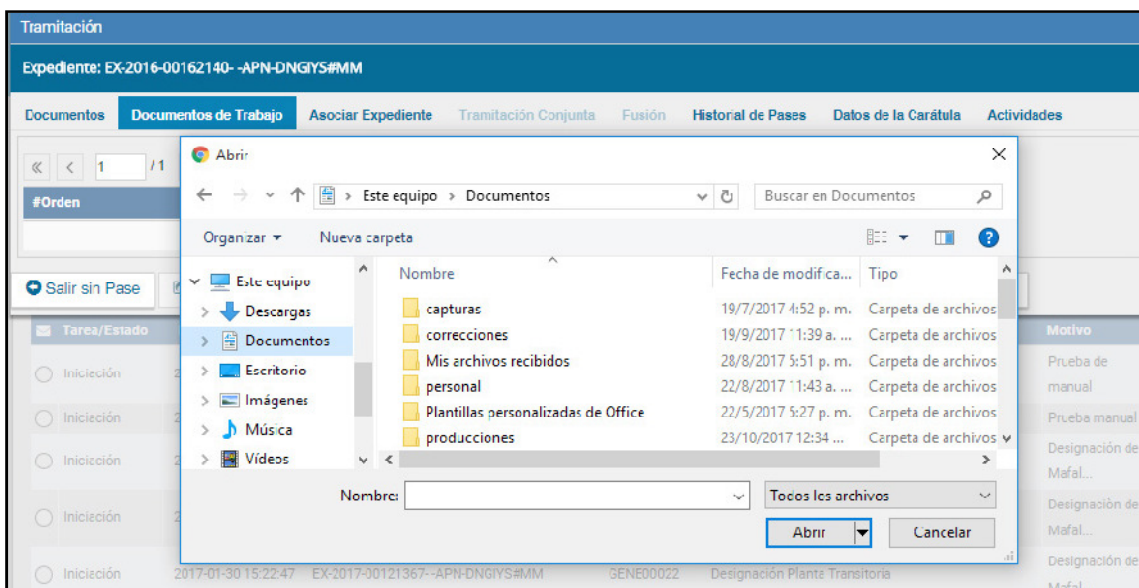 Tramitación
Expediente: EX-2016-00162140- -APN-DNGIYS#MM
Documentos Documentos de Trabajo Asociar Expediente Tramitación Conjunta Fusión Historial de Pases Datos de la Carátula Actividades
1 / 1
#Orden
Salir sin Pase
Abrir
Este equipo > Documentos
Buscar en Documentos
Organizar Nueva carpeta
Este equipo
Descargas
Documentos
Escritorio
Imágenes
Música
Vídeos
Nombre Fecha de modifica... Tipo
capturas 19/7/2017 4:52 p. m. Carpeta de archivos
correcciones 19/9/2017 11:39 a. ... Carpeta de archivos
Mis archivos recibidos 28/8/2017 5:51 p. m. Carpeta de archivos
personal 22/8/2017 11:43 a. ... Carpeta de archivos
Plantillas personalizadas de Office 22/5/2017 5:27 p. m. Carpeta de archivos
producciones 23/10/2017 12:34 ... Carpeta de archivos
Nombre: Todos los archivos
Abrir Cancelar
Tarea/Estado Motivo
Iniciación 2 Prueba de
manual
Iniciación 2 Prueba manual
Iniciación 2 Designación de
Mafal...
Iniciación 2 Designación de
Mafal...
Iniciación 2017-01-30 15:22:47 EX-2017-00121367- -APN-DNGIYS#MM GENE00022 Designación Planta Transitoria Designación de
Mafal...